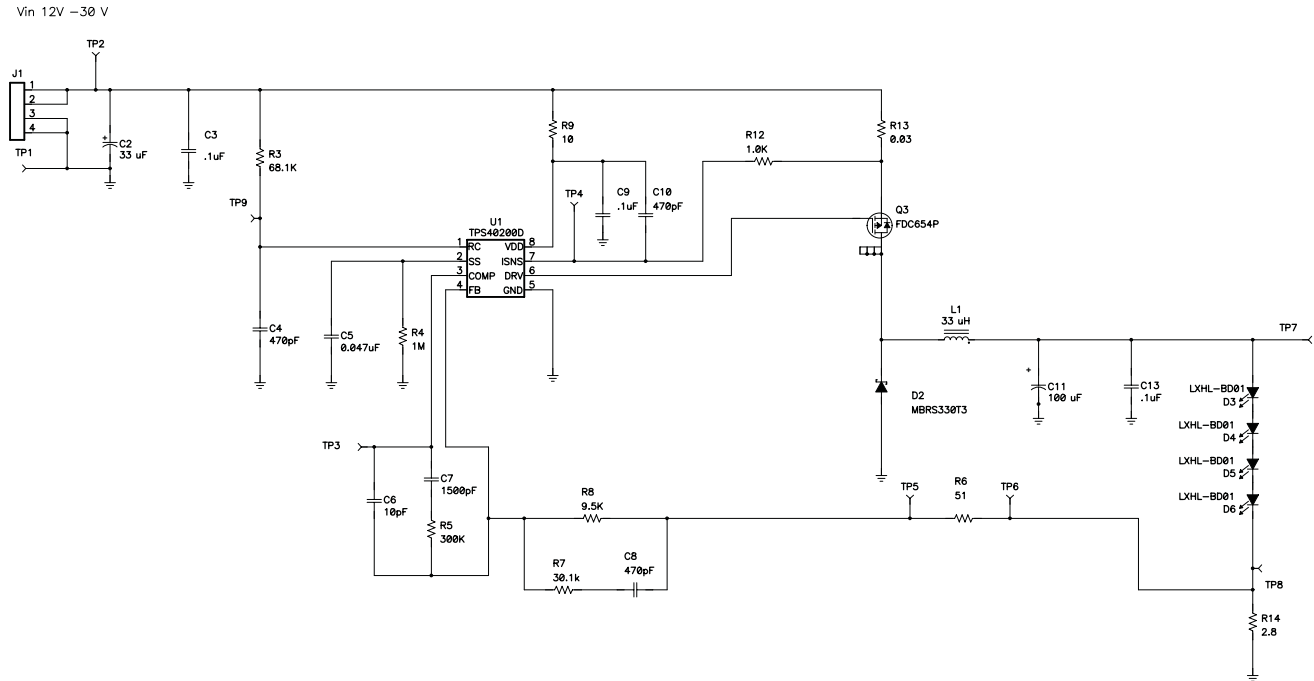 Vin 12V –30 V
TP2
J1
1
2
3
4
TP1
C2
33 uF
C3
.1uF
R3
68.1K
TP9
R9
10
R12
1.0K
R13
0.03
C9
.1uF
C10
470pF
TP4
Q3
FDC654P
U1
TPS40200D
1 RC VDD 8
2 SS ISNS 7
3 COMP DRV 6
4 FB GND 5
C4
470pF
C5
0.047uF
R4
1M
L1
33 uH
TP7
D2
MBRS330T3
C11
100 uF
C13
.1uF
LXHL–BD01
D3
LXHL–BD01
D4
LXHL–BD01
D5
LXHL–BD01
D6
TP3
C7
1500pF
C6
10pF
R5
300K
R8
9.5K
R7
30.1k
C8
470pF
TP5
R6
51
TP6
TP8
R14
2.8